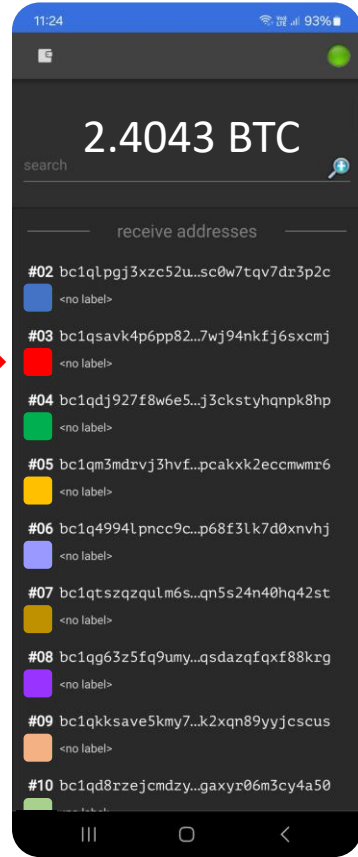 11:24 93%
2.4043 BTC
search
receive addresses
#02 bc1qlpgj3xzc52u…sc0w7tqv7dr3p2c
<no label>
#03 bc1qsavk4p6pp82…7wj94nkfj6sxcmj
<no label>
#04 bc1qdj927f8w6e5…j3ckstyhqnpk8hp
<no label>
#05 bc1qm3mdrvj3hvf…pcakxk2eccmwmr6
<no label>
#06 bc1q4994lpncc9c…p68f3lk7d0xnvhj
<no label>
#07 bc1qtszqzqulm6s…qn5s24n40hq42st
<no label>
#08 bc1qg63z5fq9umy…qsdazqfqxf88krg
<no label>
#09 bc1qkksave5kmy7…k2xqn89yyjcscus
<no label>
#10 bc1qd8rzejcmdzy…gaxyr06m3cy4a50